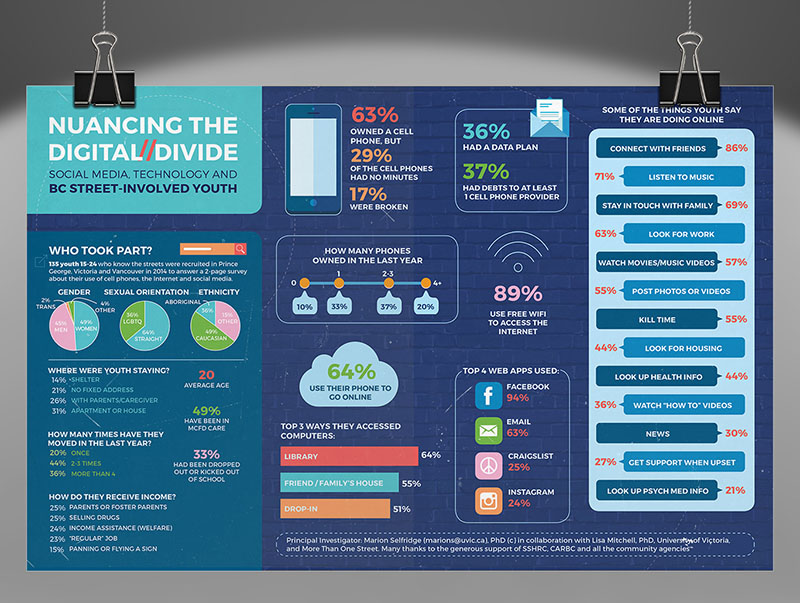 NUANCING THE
DIGITAL//DIVIDE
SOCIAL MEDIA, TECHNOLOGY AND
BC STREET-INVOLVED YOUTH
WHO TOOK PART?
135 youth 15-24 who know the streets were recruited in Prince
George, Victoria and Vancouver in 2014 to answer a 2-page survey
about their use of cell phones, the Internet and social media.
GENDER
2%
TRANS
4%
OTHER
45%
MEN
49%
WOMEN
SEXUAL ORIENTATION
36%
LGBTQ
64%
STRAIGHT
ETHNICITY
ABORIGINAL
36%
15%
OTHER
49%
CAUCASIAN
WHERE WERE YOUTH STAYING?
14% SHELTER
21% NO FIXED ADDRESS
26% WITH PARENTS/CAREGIVER
31% APARTMENT OR HOUSE
20
AVERAGE AGE
49%
HAVE BEEN IN
MCFD CARE
33%
HAD BEEN DROPPED
OUT OR KICKED OUT
OF SCHOOL
HOW MANY TIMES HAVE THEY
MOVED IN THE LAST YEAR?
20% ONCE
44% 2-3 TIMES
36% MORE THAN 4
HOW DO THEY RECEIVE INCOME?
25% PARENTS OR FOSTER PARENTS
25% SELLING DRUGS
24% INCOME ASSISTANCE (WELFARE)
23% "REGULAR" JOB
15% PANNING OR FLYING A SIGN
63%
OWNED A CELL
PHONE, BUT
29%
OF THE CELL PHONES
HAD NO MINUTES
17%
WERE BROKEN
36%
HAD A DATA PLAN
37%
HAD DEBTS TO AT LEAST
1 CELL PHONE PROVIDER
HOW MANY PHONES
OWNED IN THE LAST YEAR
0 1 2-3 4+
10% 33% 37% 20%
89%
USE FREE WIFI
TO ACCESS THE
INTERNET
64%
USE THEIR PHONE TO
GO ONLINE
TOP 3 WAYS THEY ACCESSED
COMPUTERS:
LIBRARY 64%
FRIEND / FAMILY'S HOUSE 55%
DROP-IN 51%
TOP 4 WEB APPS USED:
FACEBOOK
94%
EMAIL
63%
CRAIGSLIST
25%
INSTAGRAM
24%
SOME OF THE THINGS YOUTH SAY
THEY ARE DOING ONLINE
CONNECT WITH FRIENDS 86%
71% LISTEN TO MUSIC
STAY IN TOUCH WITH FAMILY 69%
63% LOOK FOR WORK
WATCH MOVIES/MUSIC VIDEOS 57%
55% POST PHOTOS OR VIDEOS
KILL TIME 55%
44% LOOK FOR HOUSING
LOOK UP HEALTH INFO 44%
36% WATCH "HOW TO" VIDEOS
NEWS 30%
27% GET SUPPORT WHEN UPSET
LOOK UP PSYCH MED INFO 21%
Principal Investigator: Marion Selfridge (marions@uvic.ca), PhD (c) in collaboration with Lisa Mitchell, PhD, University of Victoria,
and More Than One Street. Many thanks to the generous support of SSHRC, CARBC and all the community agencies